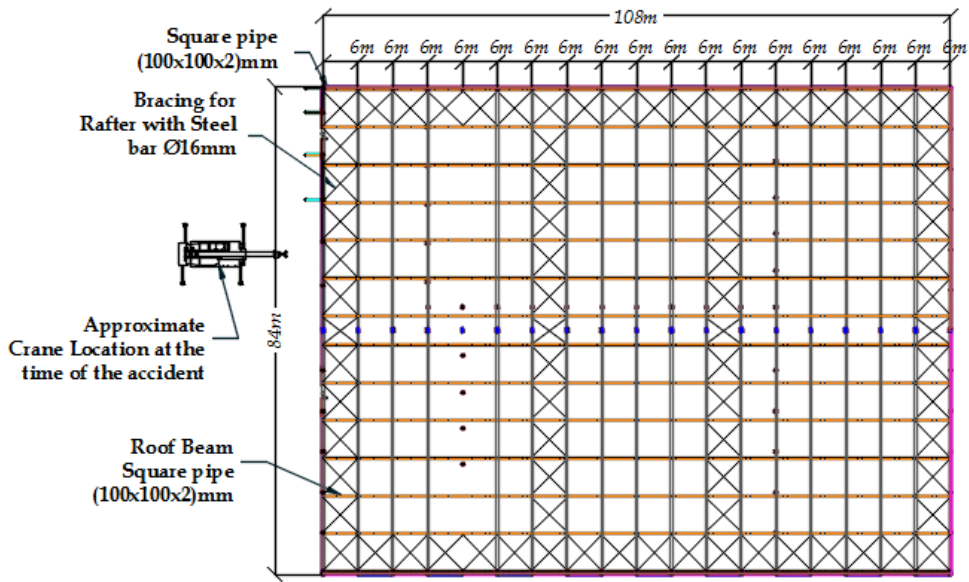 108m
6m 6m 6m 6m 6m 6m 6m 6m 6m 6m 6m 6m 6m 6m 6m 6m 6m 6m
Square pipe
(100x100x2)mm
Bracing for
Rafter with Steel
bar Ø16mm
84m
Approximate
Crane Location at the
time of the accident
Roof Beam
Square pipe
(100x100x2)mm